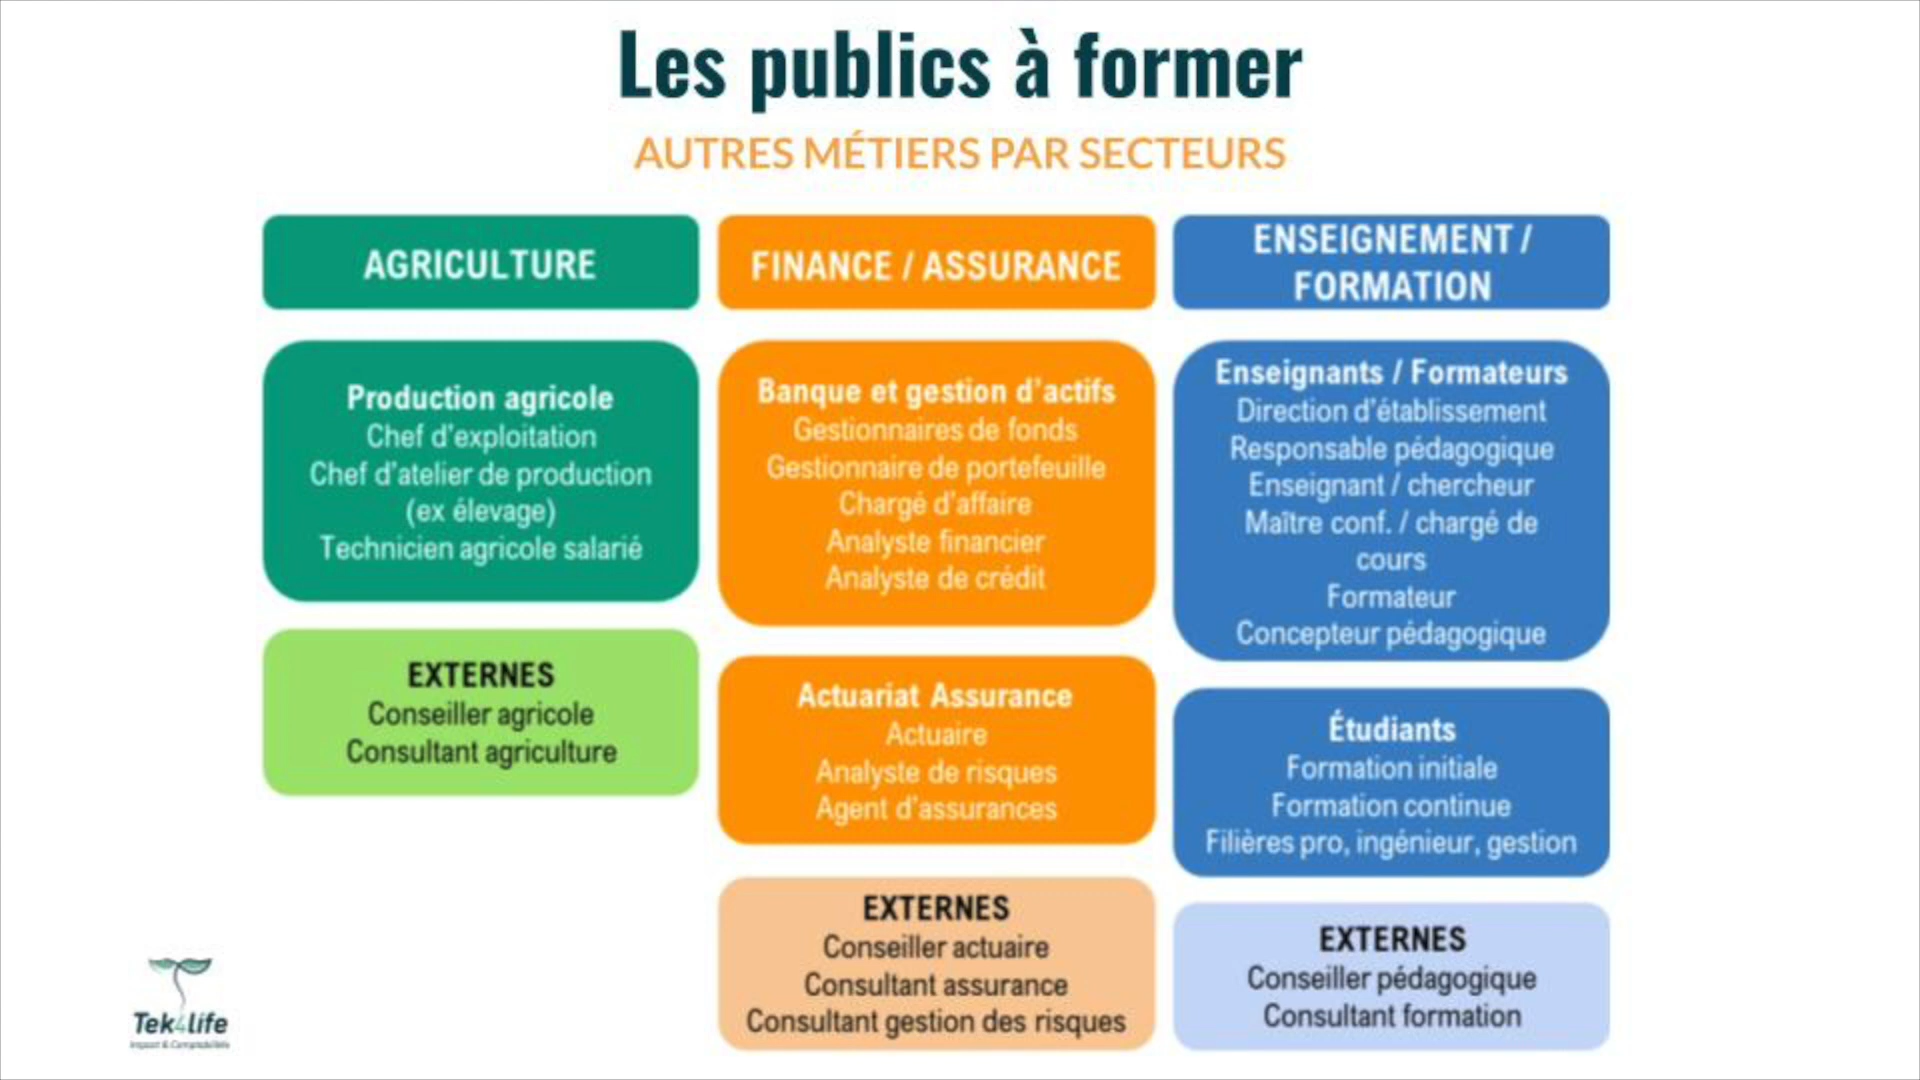 Les publics à former
AUTRES MÉTIERS PAR SECTEURS
AGRICULTURE
Production agricole
Chef d'exploitation
Chef d'atelier de production
(ex élevage)
Technicien agricole salarié
EXTERNES
Conseiller agricole
Consultant agriculture
FINANCE / ASSURANCE
Banque et gestion d'actifs
Gestionnaires de fonds
Gestionnaire de portefeuille
Chargé d'affaire
Analyste financier
Analyste de crédit
Actuariat Assurance
Actuaire
Analyste de risques
Agent d'assurances
EXTERNES
Conseiller actuaire
Consultant assurance
Consultant gestion des risques
ENSEIGNEMENT /
FORMATION
Enseignants / Formateurs
Direction d'établissement
Responsable pédagogique
Enseignant / chercheur
Maître conf. / chargé de
cours
Formateur
Concepteur pédagogique
Étudiants
Formation initiale
Formation continue
Filières pro, ingénieur, gestion
EXTERNES
Conseiller pédagogique
Consultant formation
Tek4life
Impact & Comptabilités